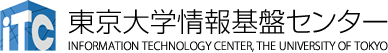 iTC 東京大学情報基盤センター
INFORMATION TECHNOLOGY CENTER, THE UNIVERSITY OF TOKYO